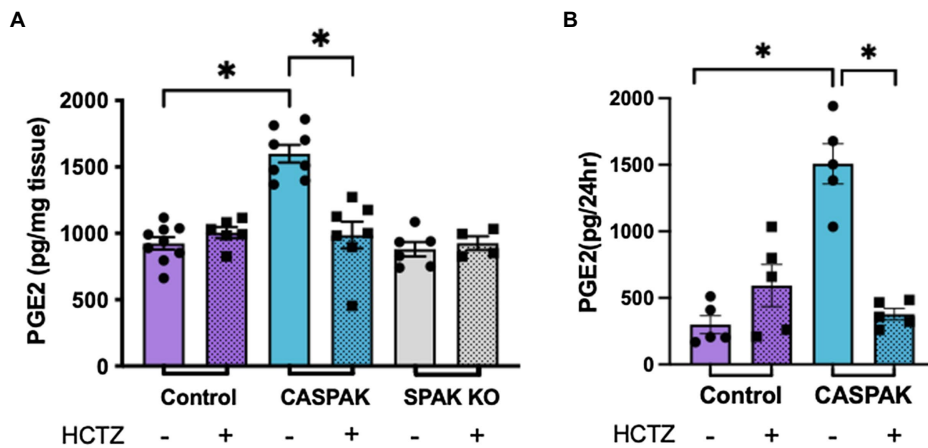 A
B
* *
* *
PGE2 (pg/mg tissue)
2000
1500
1000
500
0
Control CASPAK SPAK KO
HCTZ - + - + - +
PGE2(pg/24hr)
2000
1500
1000
500
0
Control CASPAK
HCTZ - + - +